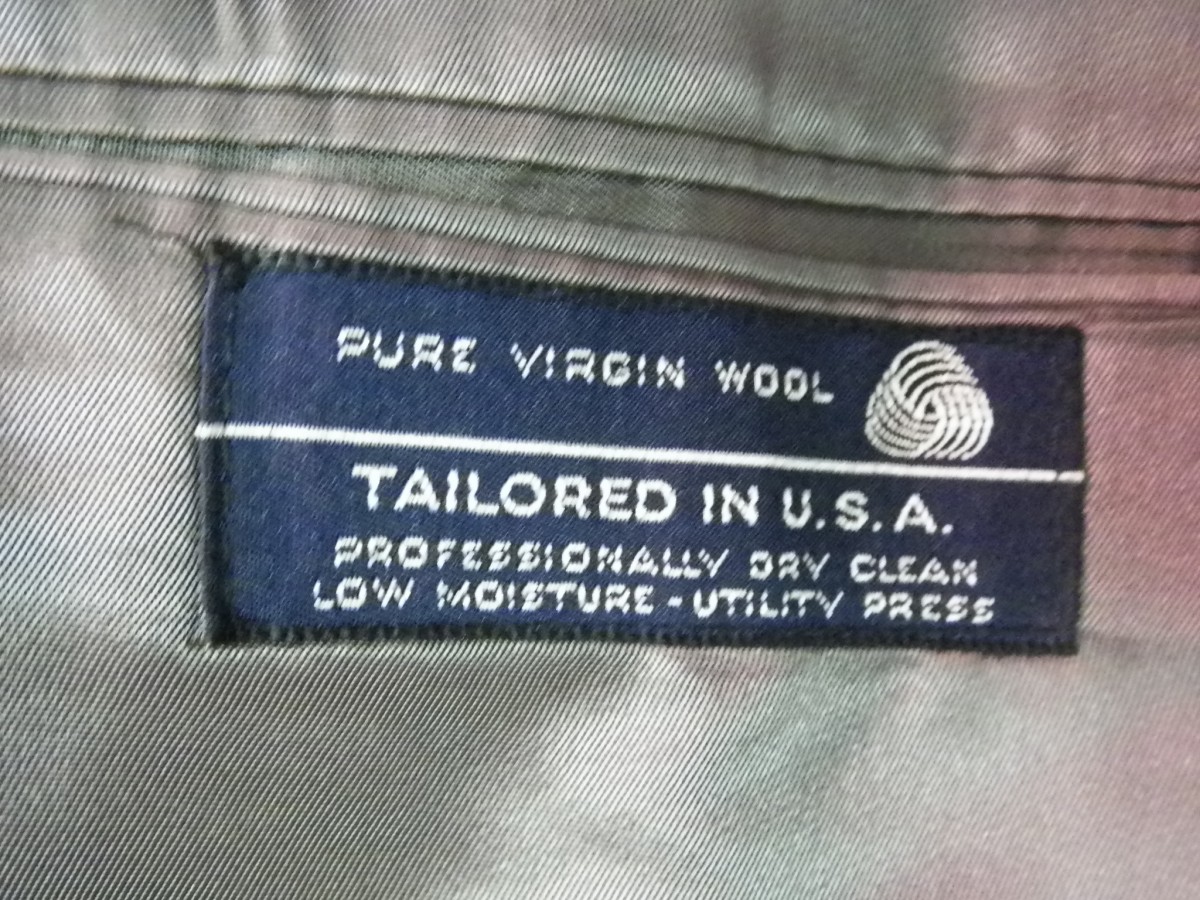 PURE VIRGIN WOOL
TAILORED IN U.S.A.
PROFESSIONALLY DRY CLEAN
LOW MOISTURE - UTILITY PRESS